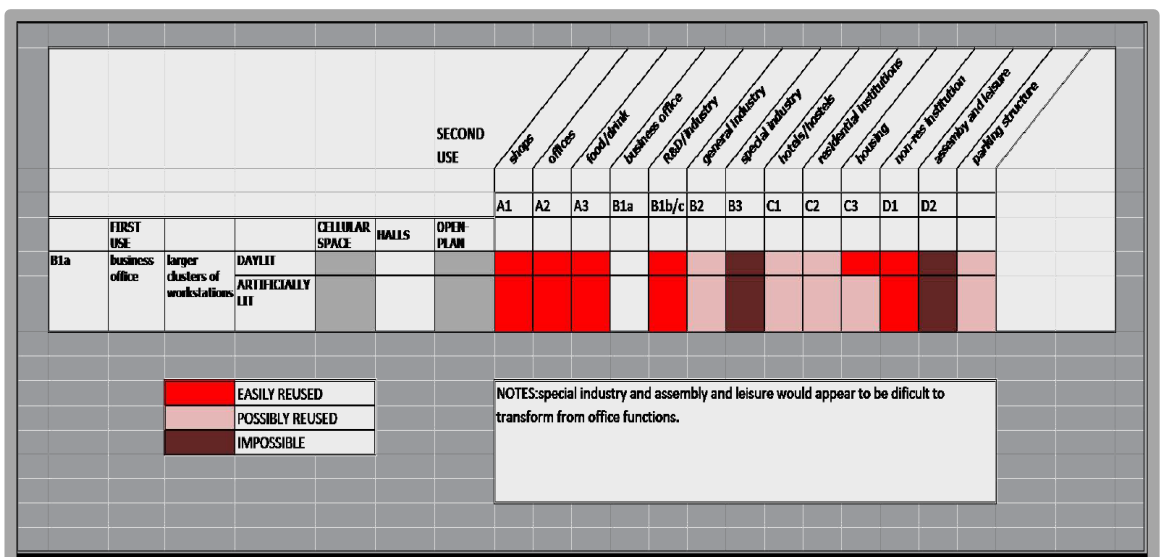 SECOND
USE
shops
offices
food/drink
business office
R&D/industry
general industry
special industry
hotels/hostels
residential institutions
housing
non-res institution
assemby and leisure
parking structure
A1 A2 A3 B1a B1b/c B2 B3 C1 C2 C3 D1 D2
FIRST
USE
CELLULAR
SPACE
HALLS
OPEN-
PLAN
B1a
business
office
larger
clusters of
workstations
DAYLIT
ARTIFICIALLY
LIT
EASILY REUSED
POSSIBLY REUSED
IMPOSSIBLE
NOTES:special industry and assembly and leisure would appear to be dificult to
transform from office functions.